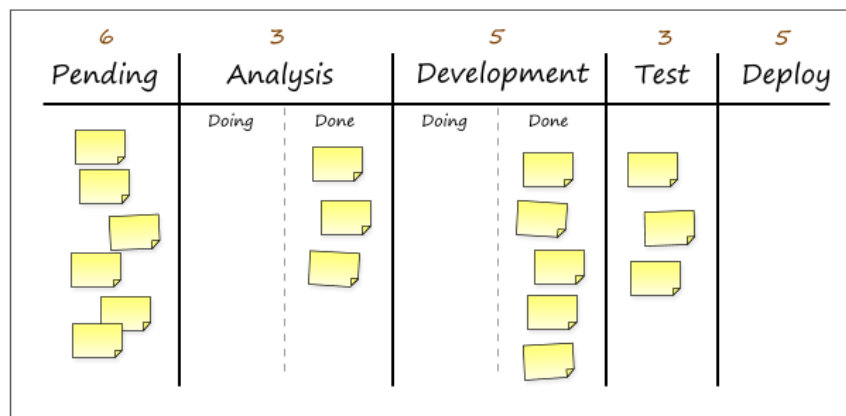 6 3 5 3 5
Pending Analysis Development Test Deploy
Doing Done Doing Done